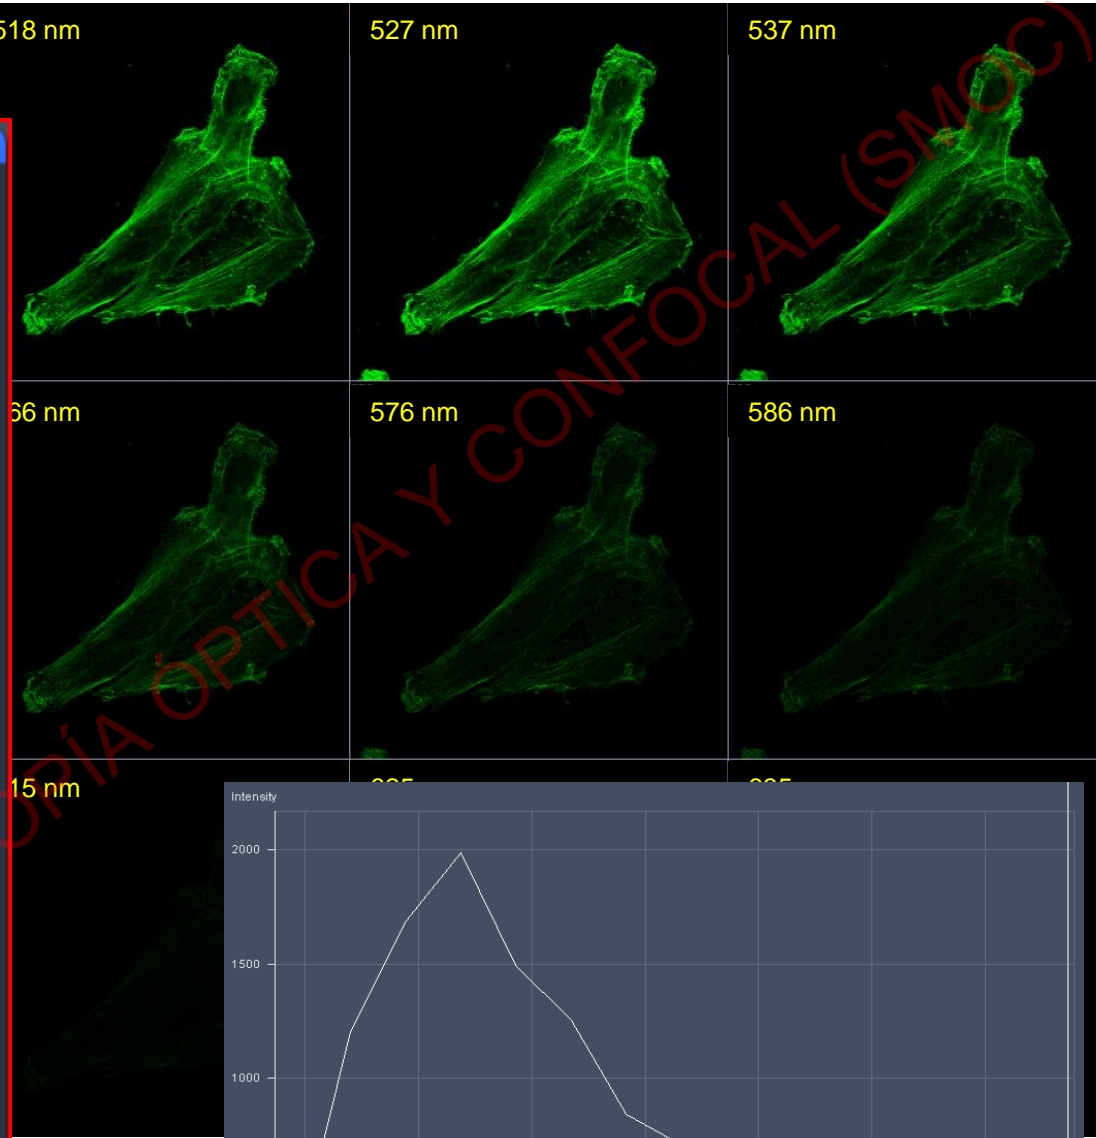 518 nm
527 nm
537 nm
66 nm
576 nm
586 nm
15 nm
Intensity
2000
1500
1000
OPÍA ÓPTICA Y CONFOCAL (SMOC)